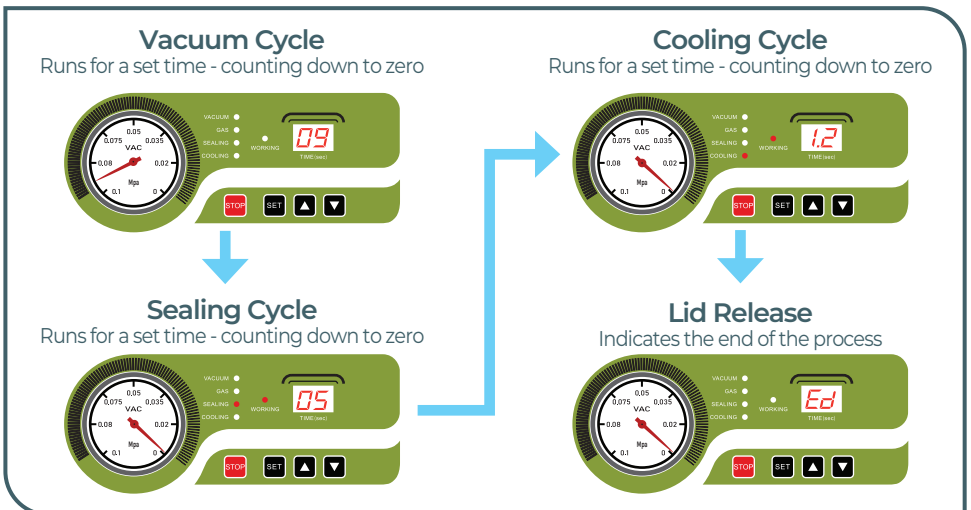 Vacuum Cycle
Runs for a set time - counting down to zero
0.05
0.075
0.035
VAC
0.08
0.02
Mpa
0.1
0
VACUUM
GAS
SEALING
COOLING
WORKING
09
TIME(sec)
STOP
SET
Sealing Cycle
Runs for a set time - counting down to zero
0.05
0.075
0.035
VAC
0.08
0.02
Mpa
0.1
0
VACUUM
GAS
SEALING
COOLING
WORKING
05
TIME(sec)
STOP
SET
Cooling Cycle
Runs for a set time - counting down to zero
0.05
0.075
0.035
VAC
0.08
0.02
Mpa
0.1
0
VACUUM
GAS
SEALING
COOLING
WORKING
1.2
TIME(sec)
STOP
SET
Lid Release
Indicates the end of the process
0.05
0.075
0.035
VAC
0.08
0.02
Mpa
0.1
0
VACUUM
GAS
SEALING
COOLING
WORKING
Ed
TIME(sec)
STOP
SET